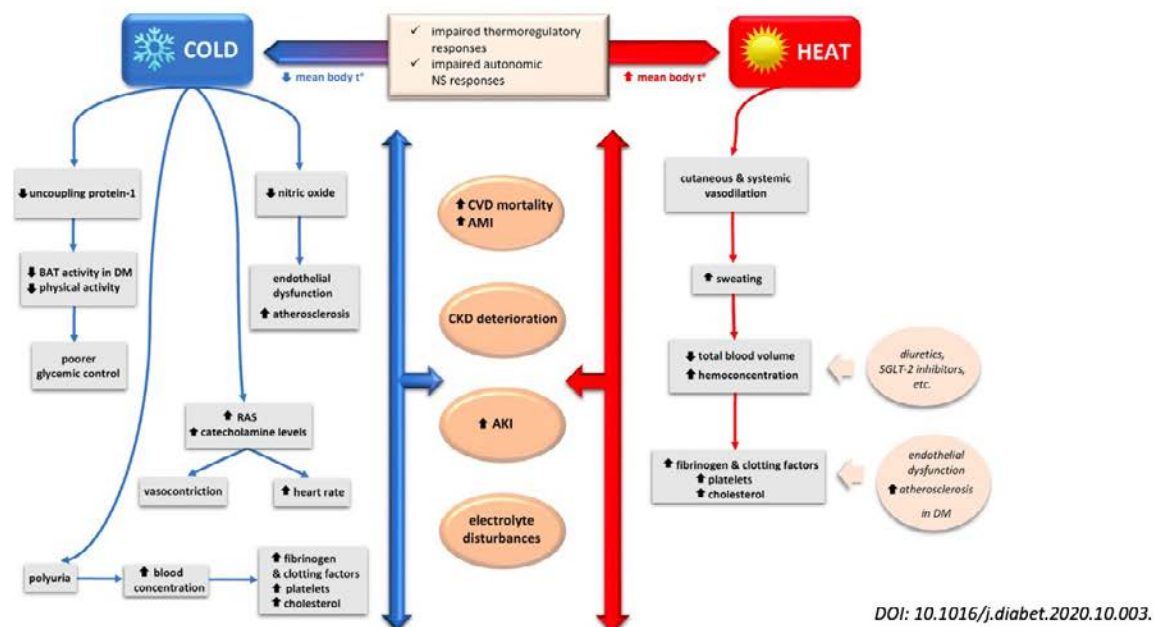 COLD
✓ impaired thermoregulatory
responses
✓ impaired autonomic
NS responses
HEAT
⬇ mean body t°
⬆ mean body t°
⬇ uncoupling protein-1
⬇ nitric oxide
⬇ BAT activity in DM
⬇ physical activity
endothelial
dysfunction
⬆ atherosclerosis
poorer
glycemic control
⬆ RAS
⬆ catecholamine levels
vasocontriction
⬆ heart rate
polyuria
⬆ blood
concentration
⬆ fibrinogen
& clotting factors
⬆ platelets
⬆ cholesterol
⬆ CVD mortality
⬆ AMI
CKD deterioration
⬆ AKI
electrolyte
disturbances
cutaneous & systemic
vasodilation
⬆ sweating
⬇ total blood volume
⬆ hemoconcentration
diuretics,
SGLT-2 inhibitors,
etc.
⬆ fibrinogen & clotting factors
⬆ platelets
⬆ cholesterol
endothelial
dysfunction
⬆ atherosclerosis
in DM
DOI: 10.1016/j.diabet.2020.10.003.